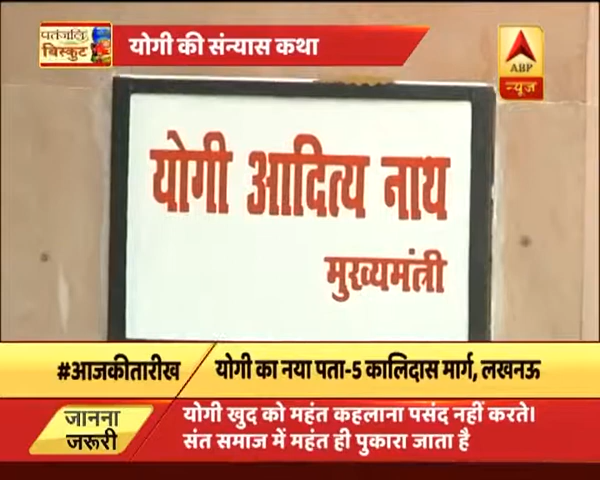 पतंजलि
बिस्कुट
योगी की संन्यास कथा
ABP
न्यूज़
योगी आदित्य नाथ
मुख्यमंत्री
#आजकीतारीख
योगी का नया पता-5 कालिदास मार्ग, लखनऊ
जानना
जरूरी
योगी खुद को महंत कहलाना पसंद नहीं करते।
संत समाज में महंत ही पुकारा जाता है